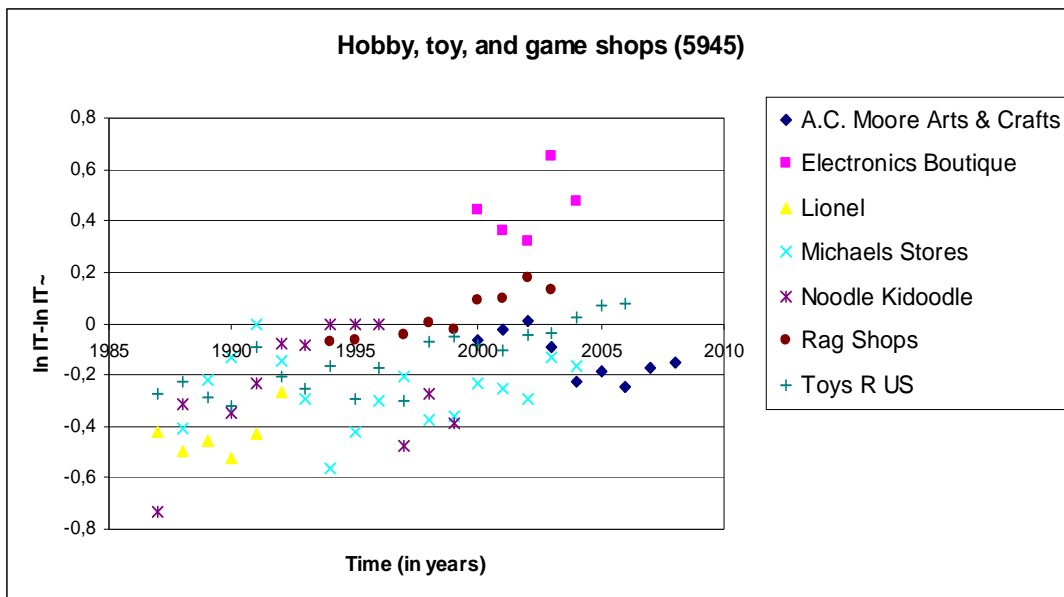 Hobby, toy, and game shops (5945)
0,8
0,6
0,4
0,2
0
-0,2
-0,4
-0,6
-0,8
1985 1990 1995 2000 2005 2010
ln IT-ln IT~
Time (in years)
A.C. Moore Arts & Crafts
Electronics Boutique
Lionel
Michaels Stores
Noodle Kidoodle
Rag Shops
Toys R US